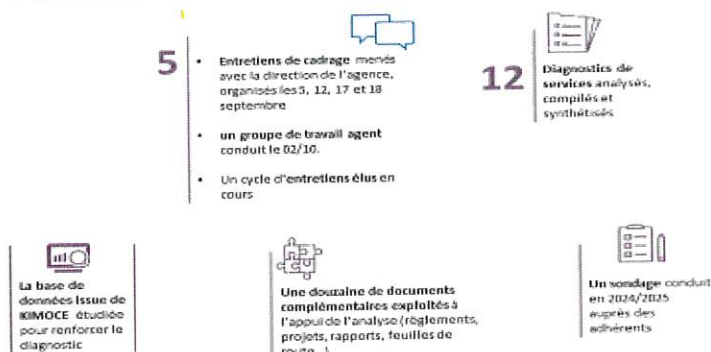 5
• Entretiens de cadrage menés
avec la direction de l'agence,
organisés les 5, 12, 17 et 18
septembre
• un groupe de travail agent
conduit le 02/10.
• Un cycle d'entretiens élus en
cours
12
Diagnostics de
services analysés,
compilés et
synthétisés
La base de
données issue de
KIMOCE étudiée
pour renforcer le
diagnostic
Une douzaine de documents
complémentaires exploités à
l'appui de l'analyse (règlements,
projets, rapports, feuilles de
route...)
Un sondage conduit
en 2024/2025
auprès des
adhérents